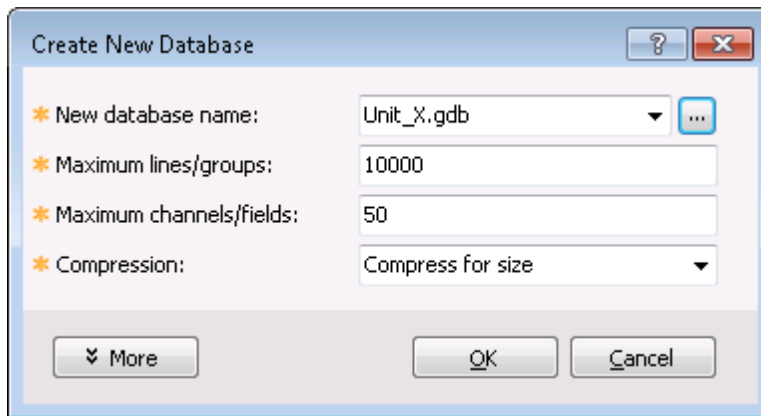 Create New Database
New database name: Unit_X.gdb ...
Maximum lines/groups: 10000
Maximum channels/fields: 50
Compression: Compress for size
More OK Cancel